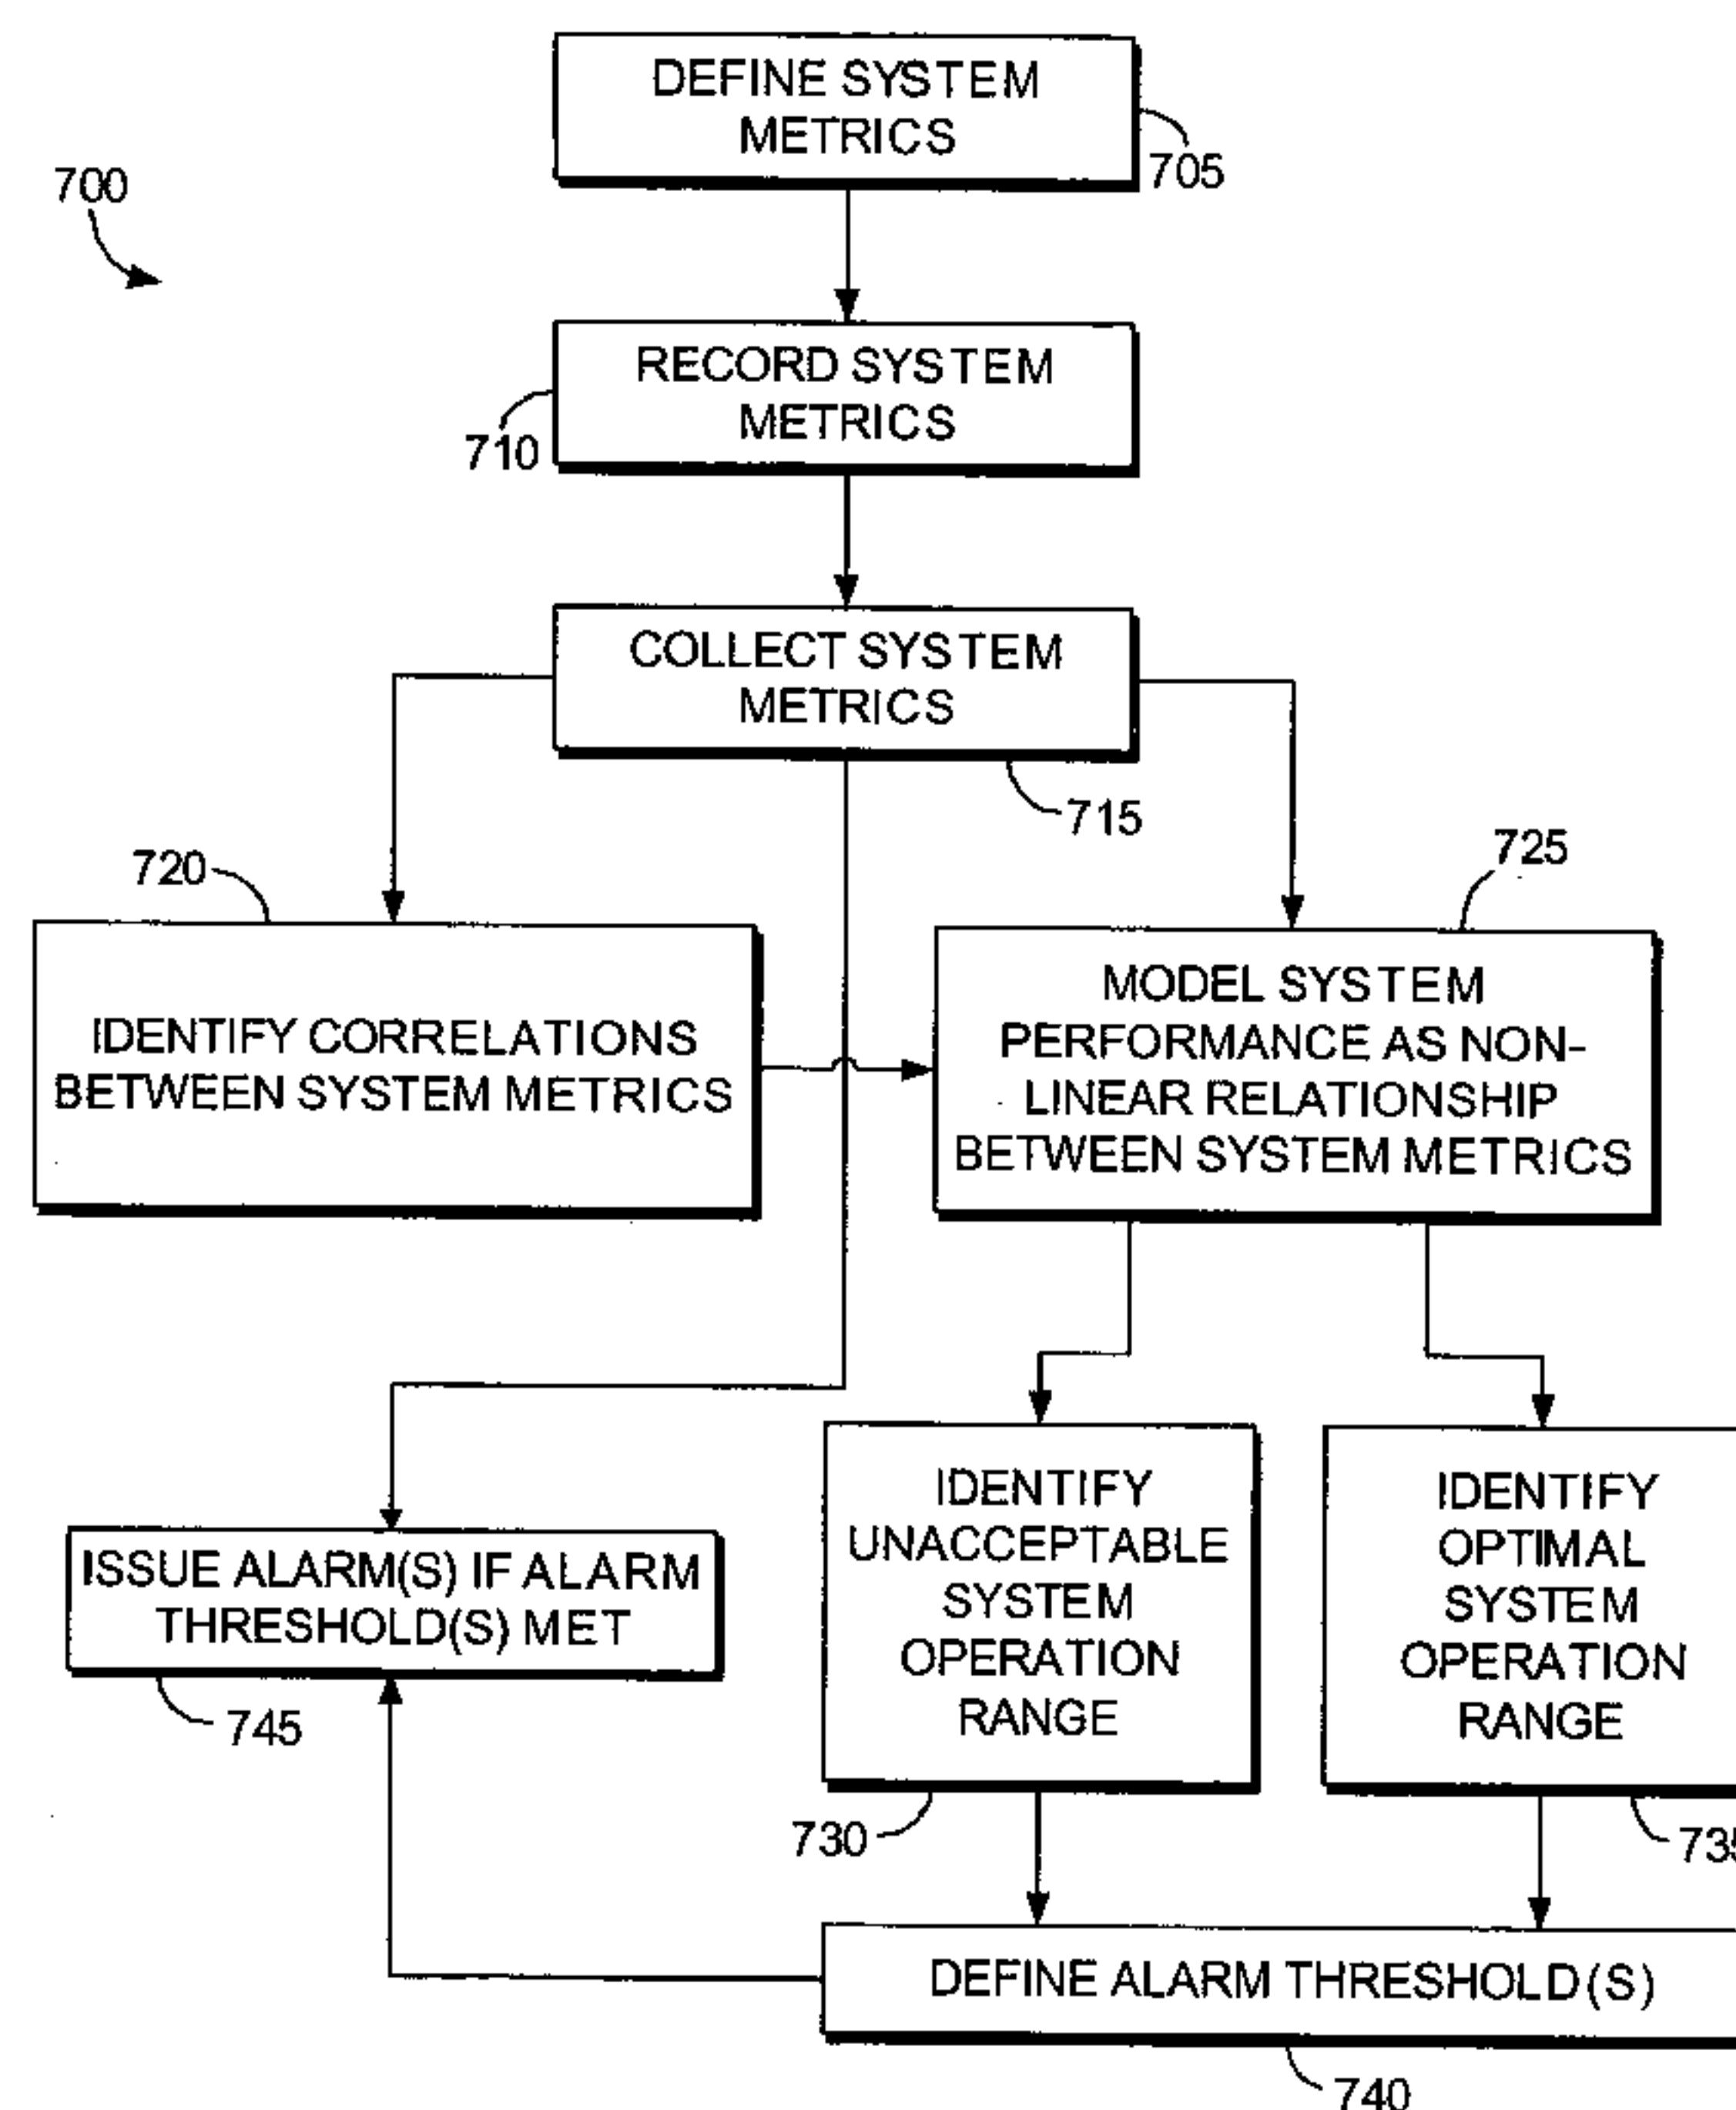 DEFINE SYSTEM
METRICS
705
700
RECORD SYSTEM
METRICS
710
COLLECT SYSTEM
METRICS
715
720
725
IDENTIFY CORRELATIONS
BETWEEN SYSTEM METRICS
MODEL SYSTEM
PERFORMANCE AS NON-
LINEAR RELATIONSHIP
BETWEEN SYSTEM METRICS
ISSUE ALARM(S) IF ALARM
THRESHOLD(S) MET
745
IDENTIFY
UNACCEPTABLE
SYSTEM
OPERATION
RANGE
730
IDENTIFY
OPTIMAL
SYSTEM
OPERATION
RANGE
735
DEFINE ALARM THRESHOLD(S)
740